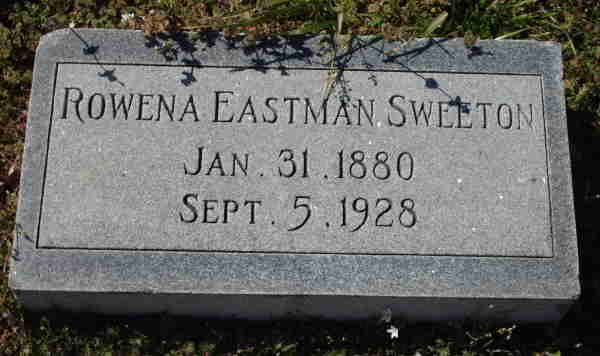 ROWENA EASTMAN SWEETON
JAN. 31. 1880
SEPT. 5. 1928